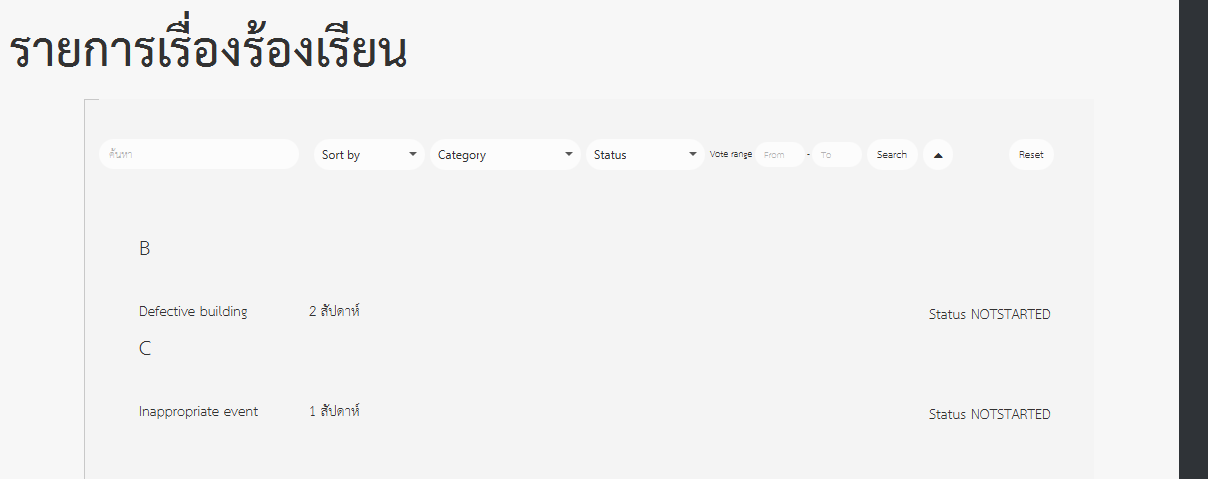 รายการเรื่องร้องเรียน
ค้นหา Sort by Category Status Vote range From - To Search Reset
B
Defective building 2 สัปดาห์ Status NOTSTARTED
C
Inappropriate event 1 สัปดาห์ Status NOTSTARTED